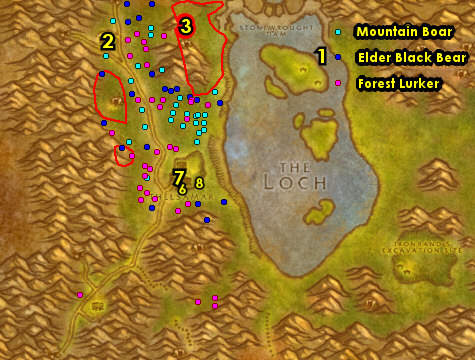 STONEWROUGHT
DAM
3
2
1
Mountain Boar
Elder Black Bear
Forest Lurker
THE
LOCH
7
6
8
THELSAMAR
IRONBAND'S
EXCAVATION SITE